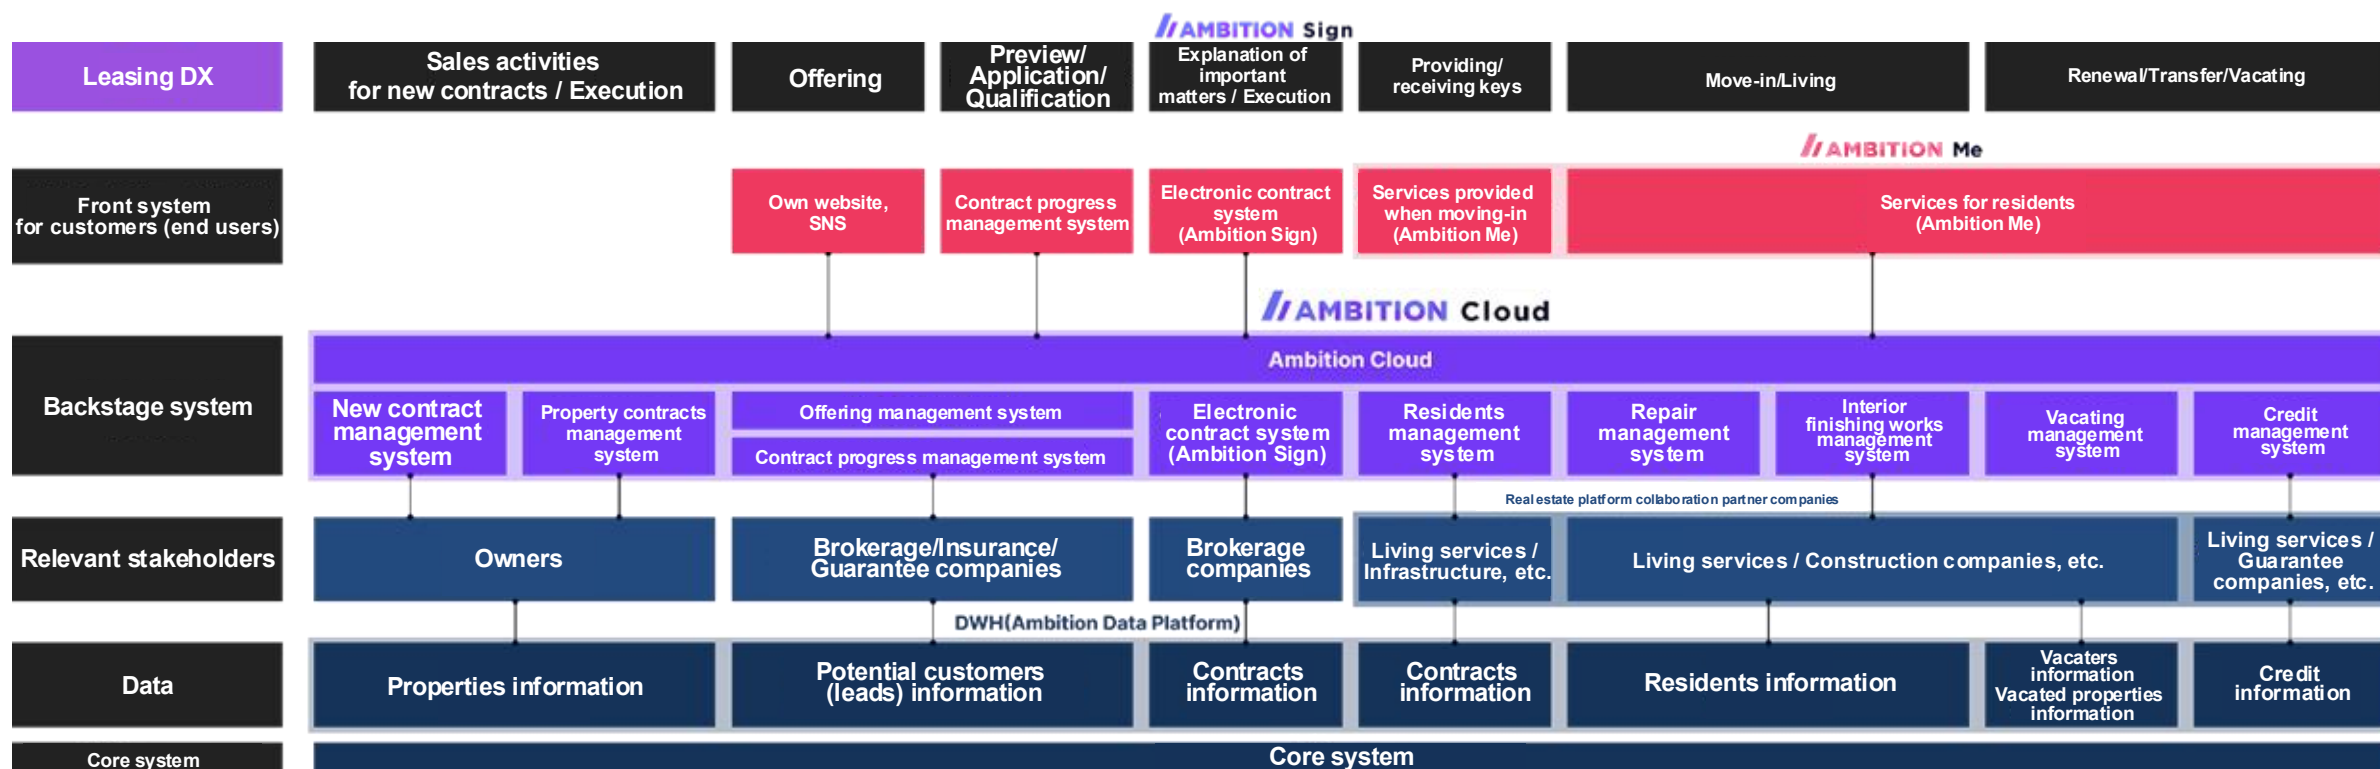 AMBITION Sign
Leasing DX
Sales activities
for new contracts / Execution
Offering
Preview/
Application/
Qualification
Explanation of
important
matters / Execution
Providing/
receiving keys
Move-in/Living
Renewal/Transfer/Vacating
AMBITION Me
Front system
for customers (end users)
Own website,
SNS
Contract progress
management system
Electronic contract
system
(Ambition Sign)
Services provided
when moving-in
(Ambition Me)
Services for residents
(Ambition Me)
AMBITION Cloud
Backstage system
Ambition Cloud
New contract
management
system
Property contracts
management
system
Offering management system
Contract progress management system
Electronic
contract system
(Ambition Sign)
Residents
management
system
Repair
management
system
Interior
finishing works
management
system
Vacating
management
system
Credit
management
system
Real estate platform collaboration partner companies
Relevant stakeholders
Owners
Brokerage/Insurance/
Guarantee companies
Brokerage
companies
Living services /
Infrastructure, etc.
Living services / Construction companies, etc.
Living services /
Guarantee
companies, etc.
DWH(Ambition Data Platform)
Data
Properties information
Potential customers
(leads) information
Contracts
information
Contracts
information
Residents information
Vacaters
information
Vacated properties
information
Credit
information
Core system
Core system